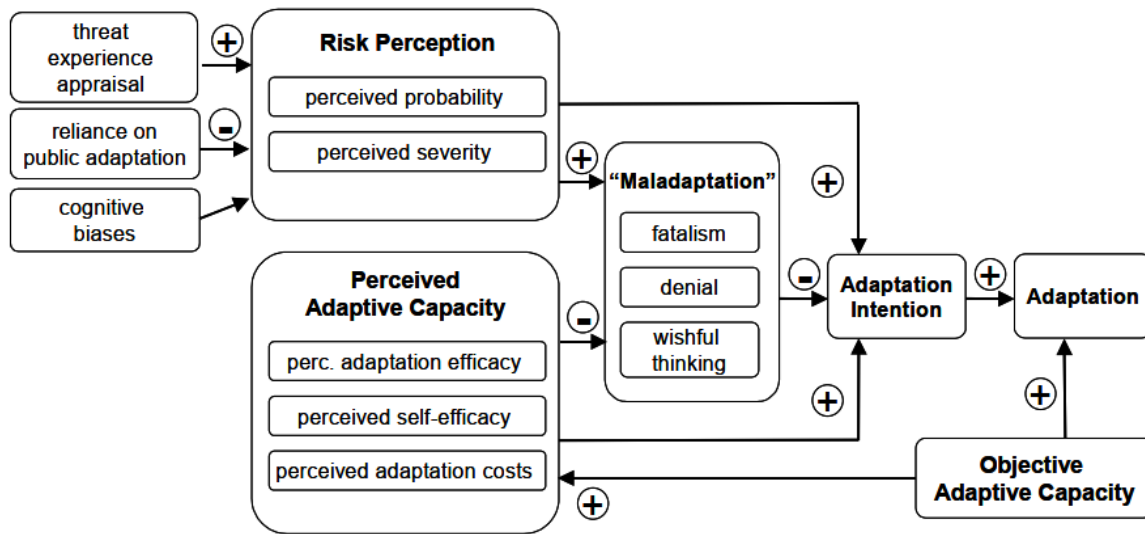 threat
experience
appraisal
+
reliance on
public adaptation
-
cognitive
biases
Risk Perception
perceived probability
perceived severity
+
Perceived
Adaptive Capacity
perc. adaptation efficacy
perceived self-efficacy
perceived adaptation costs
-
"Maladaptation"
fatalism
denial
wishful
thinking
+
-
+
Adaptation
Intention
+
Adaptation
+
Objective
Adaptive Capacity
+